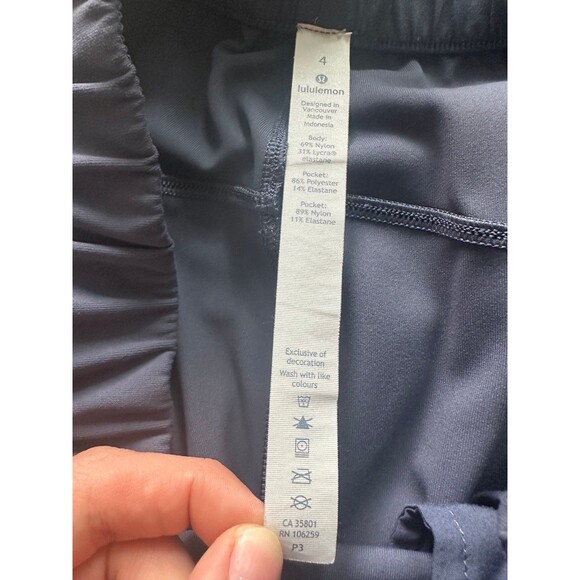 4
lululemon
Designed in
Vancouver
made in
Indonesia
Body:
69% Nylon
31% Lycra®
elastane
Pocket:
86% Polyester
14% Elastane
Pocket:
89% Nylon
11% Elastane
Exclusive of
decoration
Wash with like
colours
CA 35801
RN 106259
P3